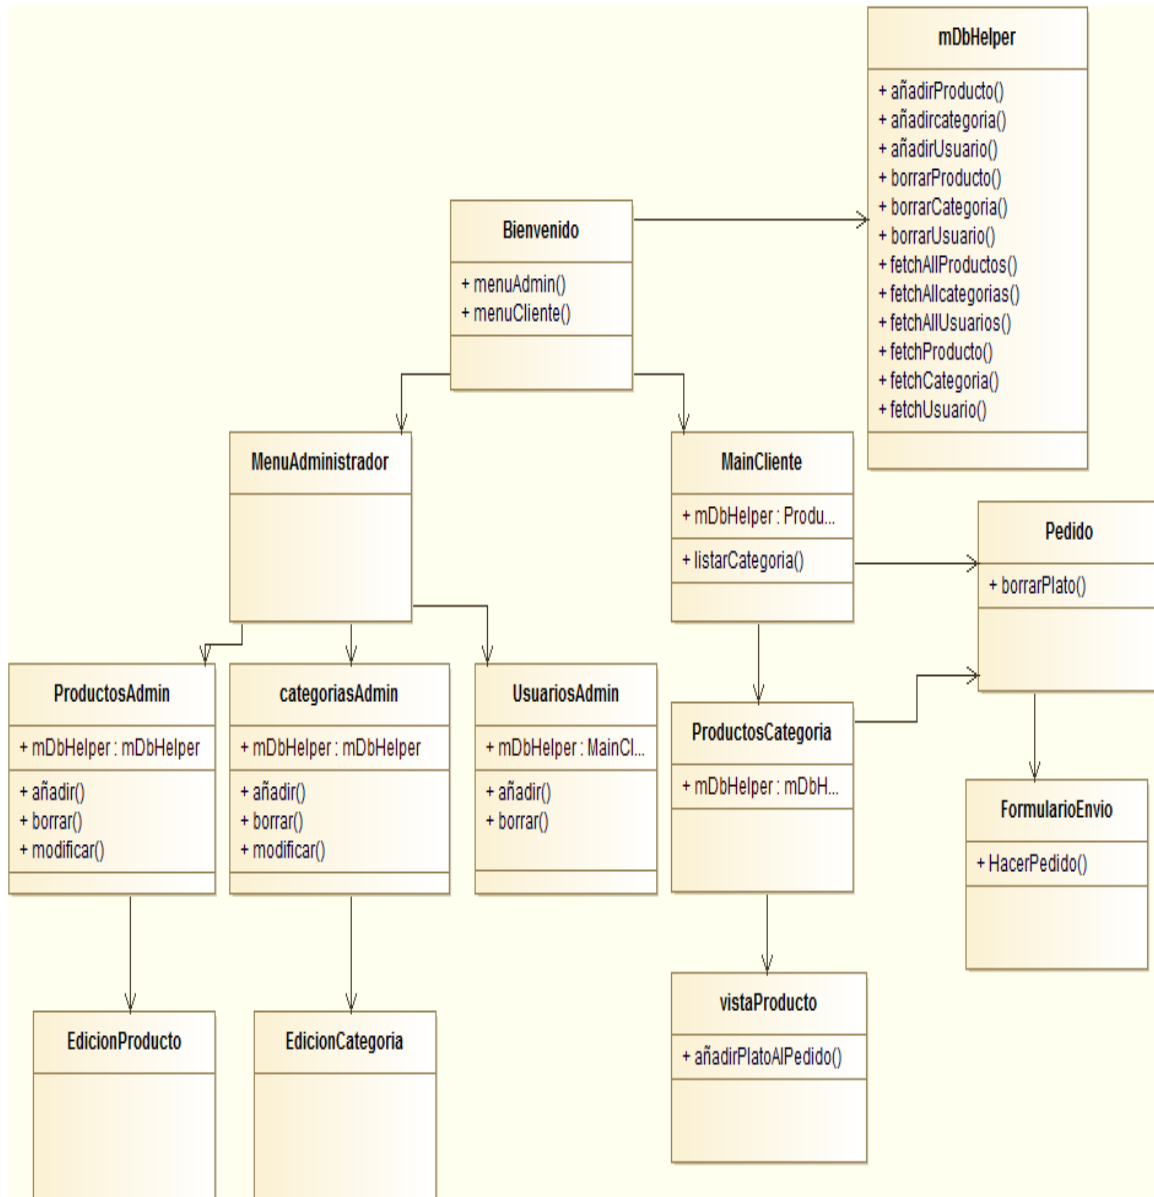 mDbHelper
+ añadirProducto()
+ añadircategoria()
+ añadirUsuario()
+ borrarProducto()
+ borrarCategoria()
+ borrarUsuario()
+ fetchAllProductos()
+ fetchAllcategorias()
+ fetchAllUsuarios()
+ fetchProducto()
+ fetchCategoria()
+ fetchUsuario()
Bienvenido
+ menuAdmin()
+ menuCliente()
MenuAdministrador
MainCliente
+ mDbHelper : Produ...
+ listarCategoria()
Pedido
+ borrarPlato()
ProductosAdmin
+ mDbHelper : mDbHelper
+ añadir()
+ borrar()
+ modificar()
categoriasAdmin
+ mDbHelper : mDbHelper
+ añadir()
+ borrar()
+ modificar()
UsuariosAdmin
+ mDbHelper : MainCl...
+ añadir()
+ borrar()
ProductosCategoria
+ mDbHelper : mDbH...
FormularioEnvio
+ HacerPedido()
vistaProducto
+ añadirPlatoAlPedido()
EdicionProducto
EdicionCategoria